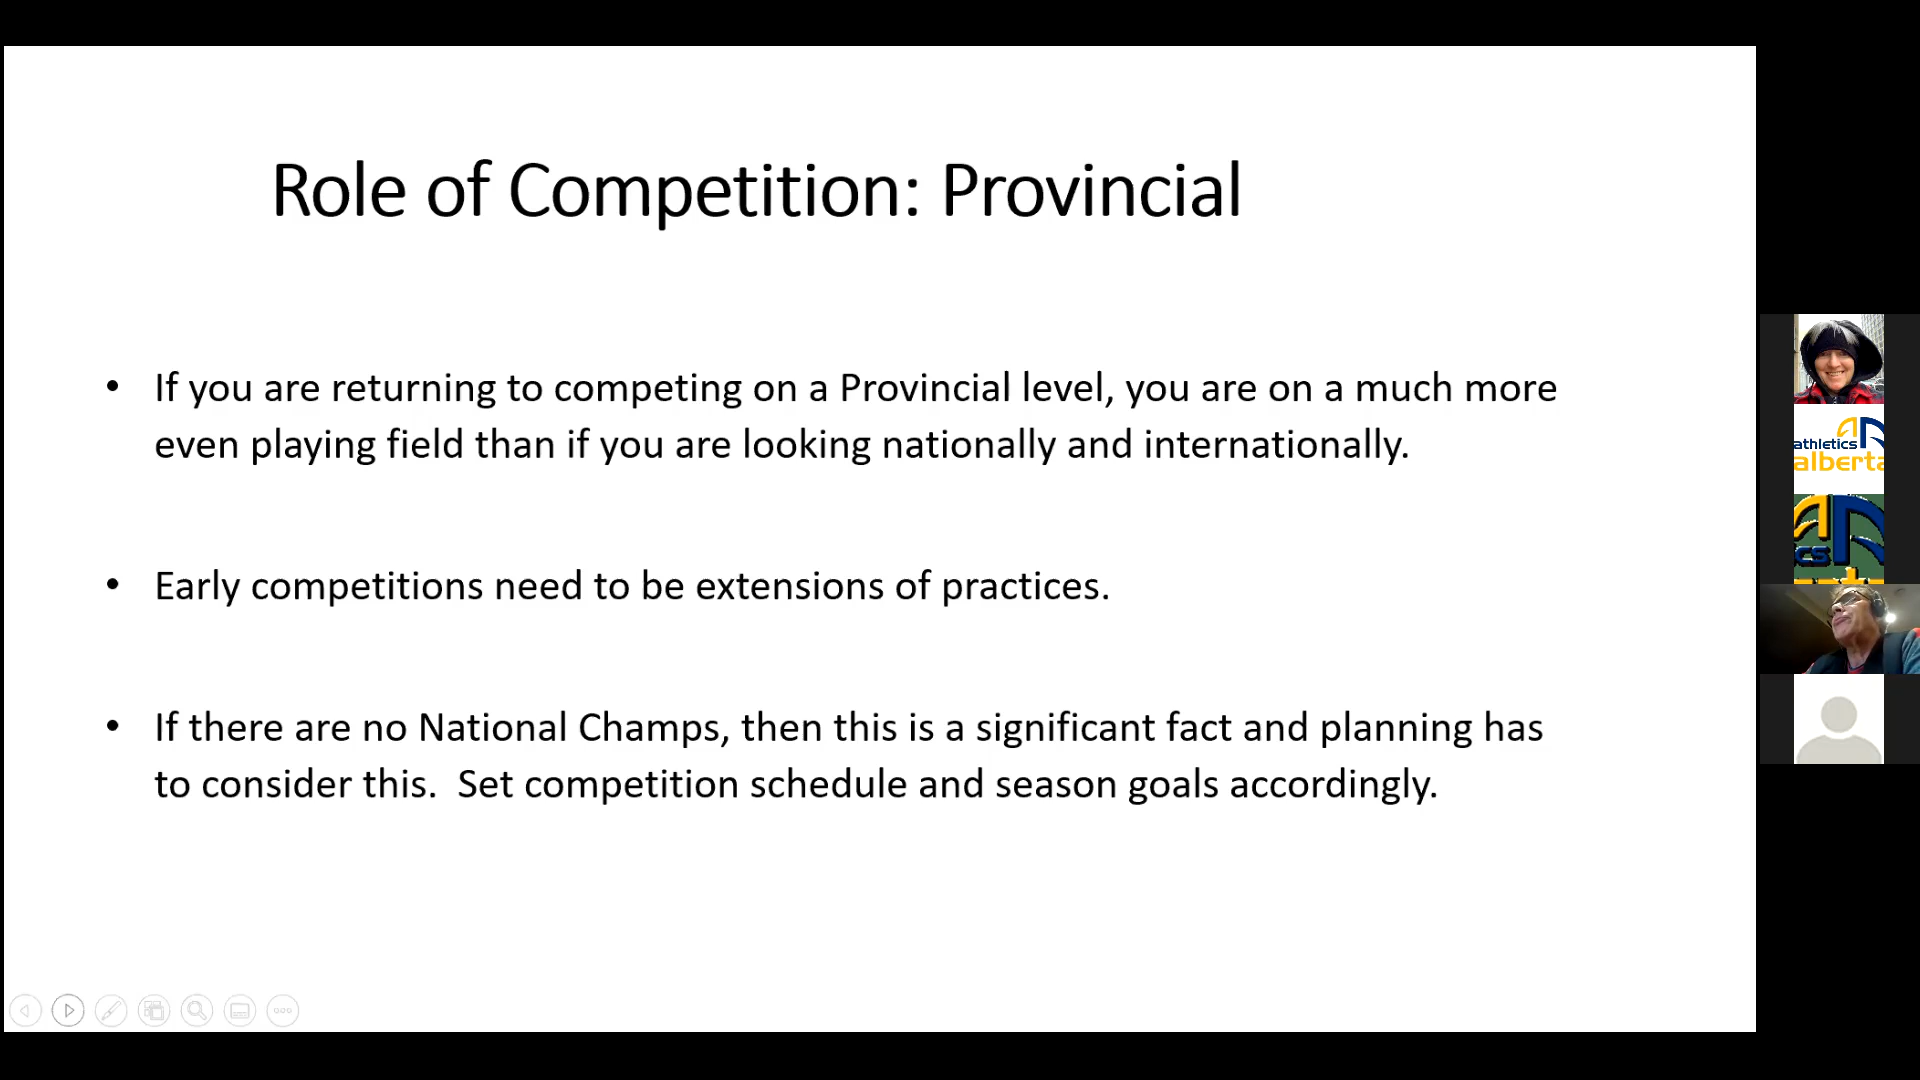 Role of Competition: Provincial
• If you are returning to competing on a Provincial level, you are on a much more
even playing field than if you are looking nationally and internationally.
• Early competitions need to be extensions of practices.
• If there are no National Champs, then this is a significant fact and planning has
to consider this.  Set competition schedule and season goals accordingly.
athletics
alberta
cs